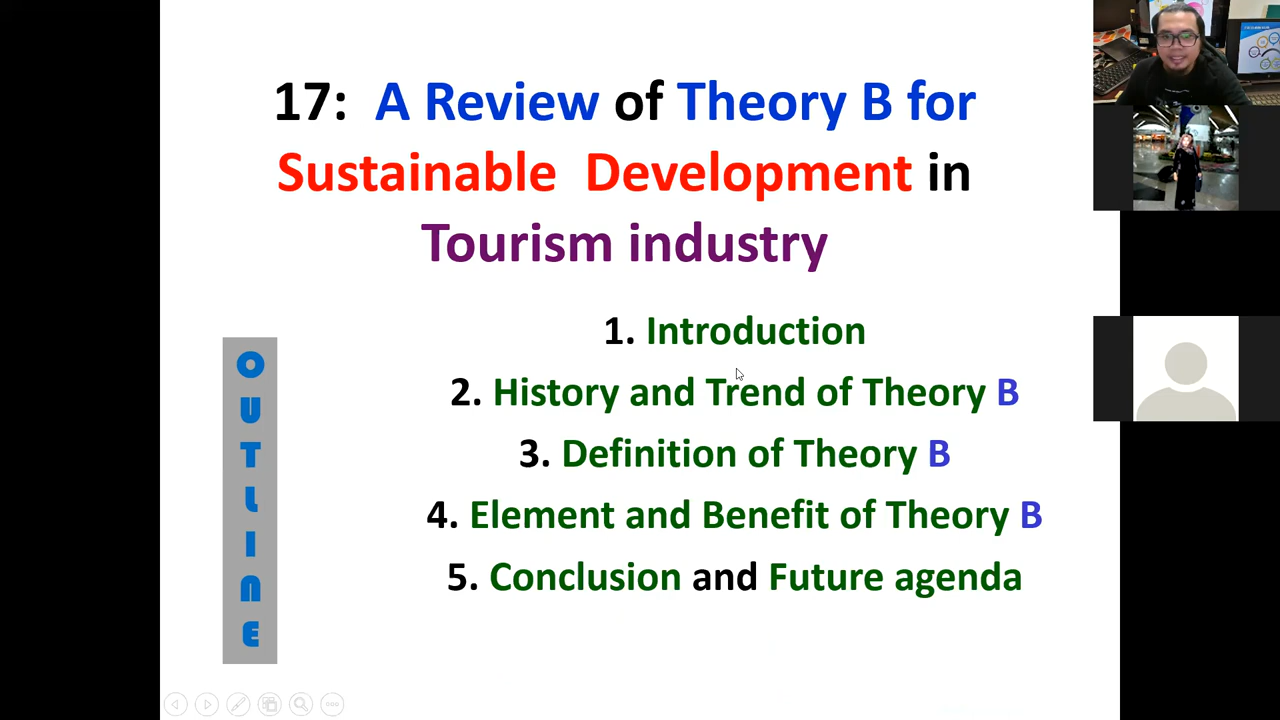 17: A Review of Theory B for
Sustainable Development in
Tourism industry
1. Introduction
2. History and Trend of Theory B
3. Definition of Theory B
4. Element and Benefit of Theory B
5. Conclusion and Future agenda
OUTLINE